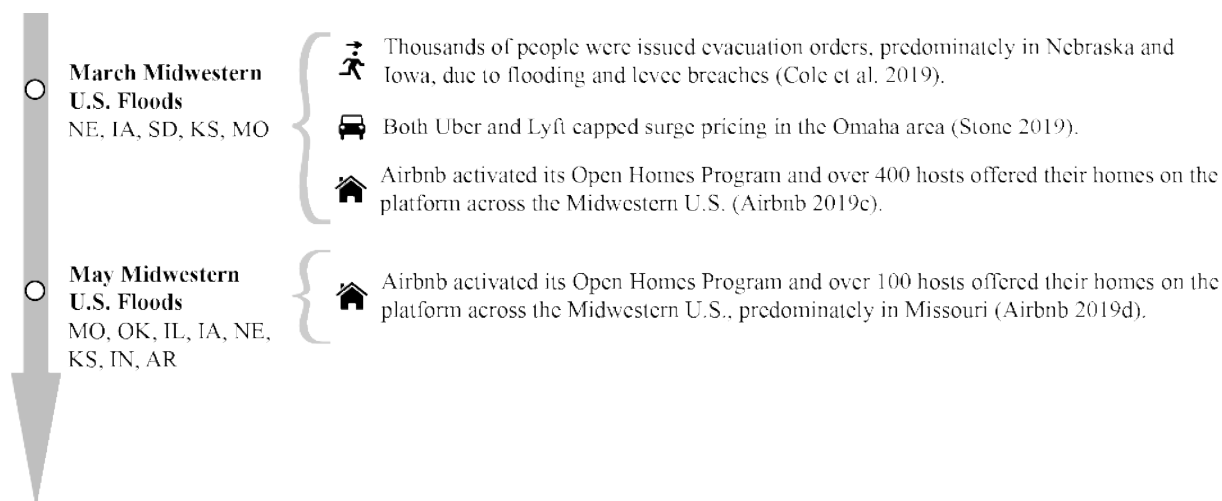 March Midwestern
U.S. Floods
NE, IA, SD, KS, MO
Thousands of people were issued evacuation orders, predominately in Nebraska and
Iowa, due to flooding and levee breaches (Cole et al. 2019).
Both Uber and Lyft capped surge pricing in the Omaha area (Stone 2019).
Airbnb activated its Open Homes Program and over 400 hosts offered their homes on the
platform across the Midwestern U.S. (Airbnb 2019c).
May Midwestern
U.S. Floods
MO, OK, IL, IA, NE,
KS, IN, AR
Airbnb activated its Open Homes Program and over 100 hosts offered their homes on the
platform across the Midwestern U.S., predominately in Missouri (Airbnb 2019d).